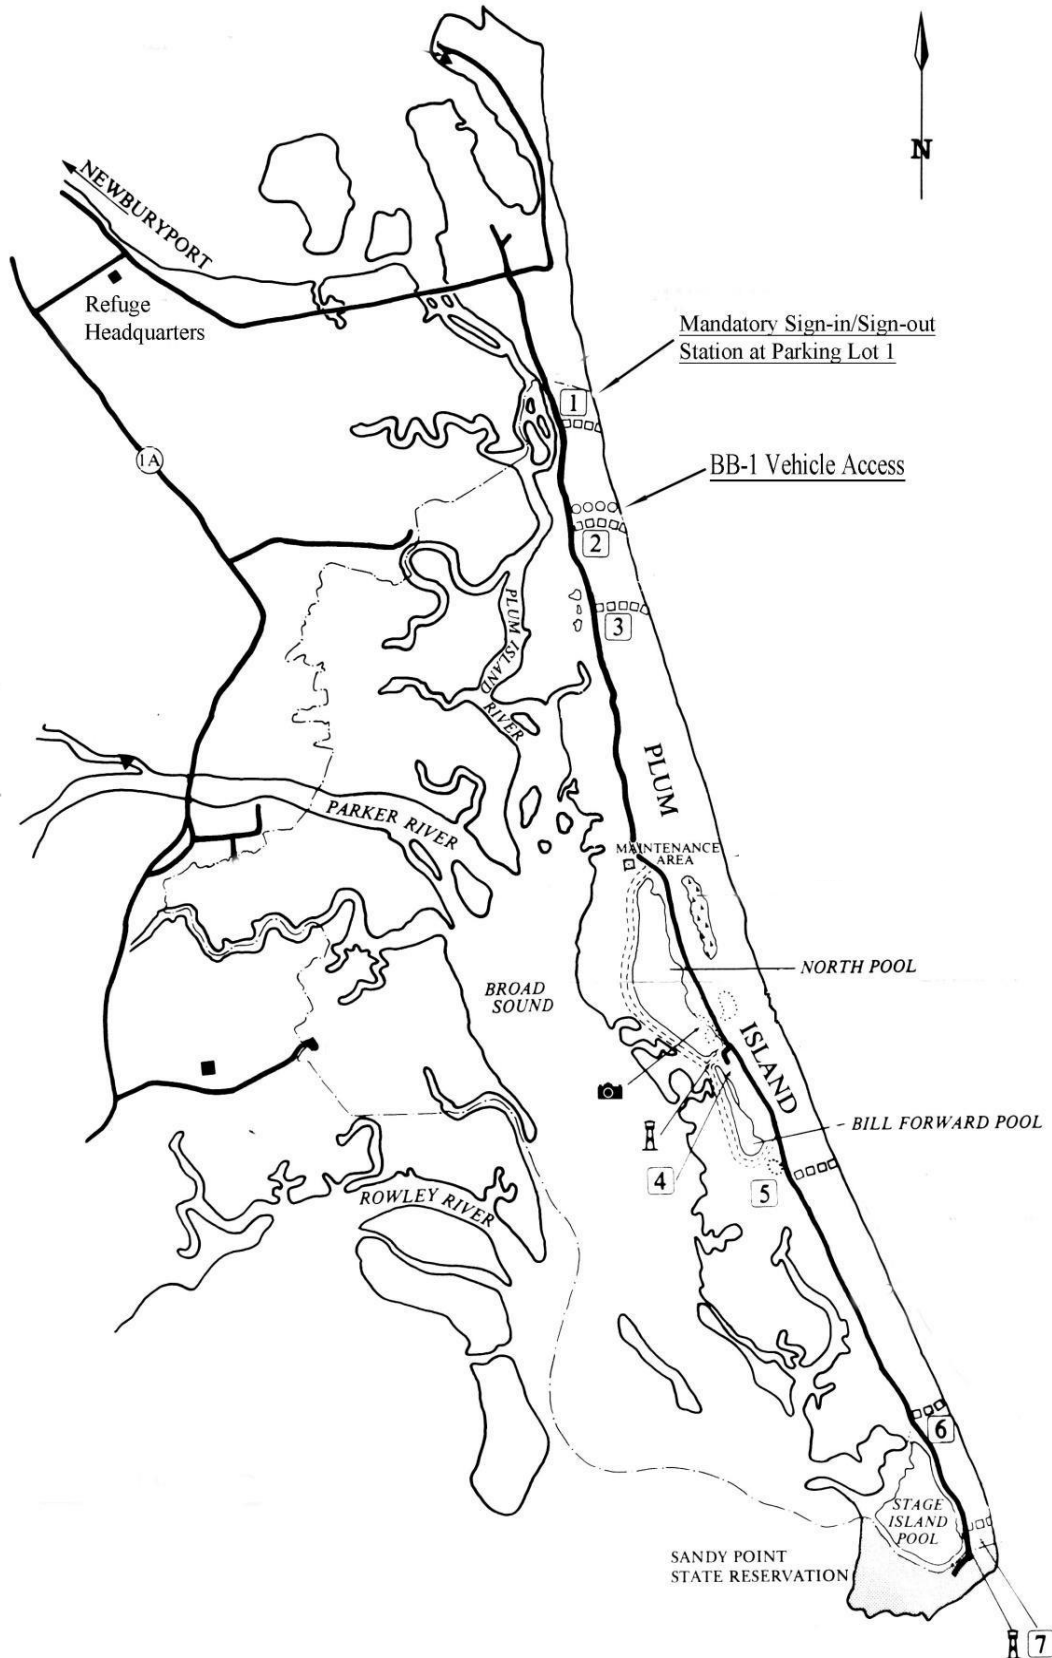 N
NEWBURYPORT
Refuge
Headquarters
Mandatory Sign-in/Sign-out
Station at Parking Lot 1
1
1A
BB-1 Vehicle Access
2
3
PLUM ISLAND
RIVER
PLUM
PARKER RIVER
MAINTENANCE
AREA
NORTH POOL
BROAD
SOUND
ISLAND
BILL FORWARD POOL
4
5
ROWLEY RIVER
6
STAGE
ISLAND
POOL
SANDY POINT
STATE RESERVATION
7